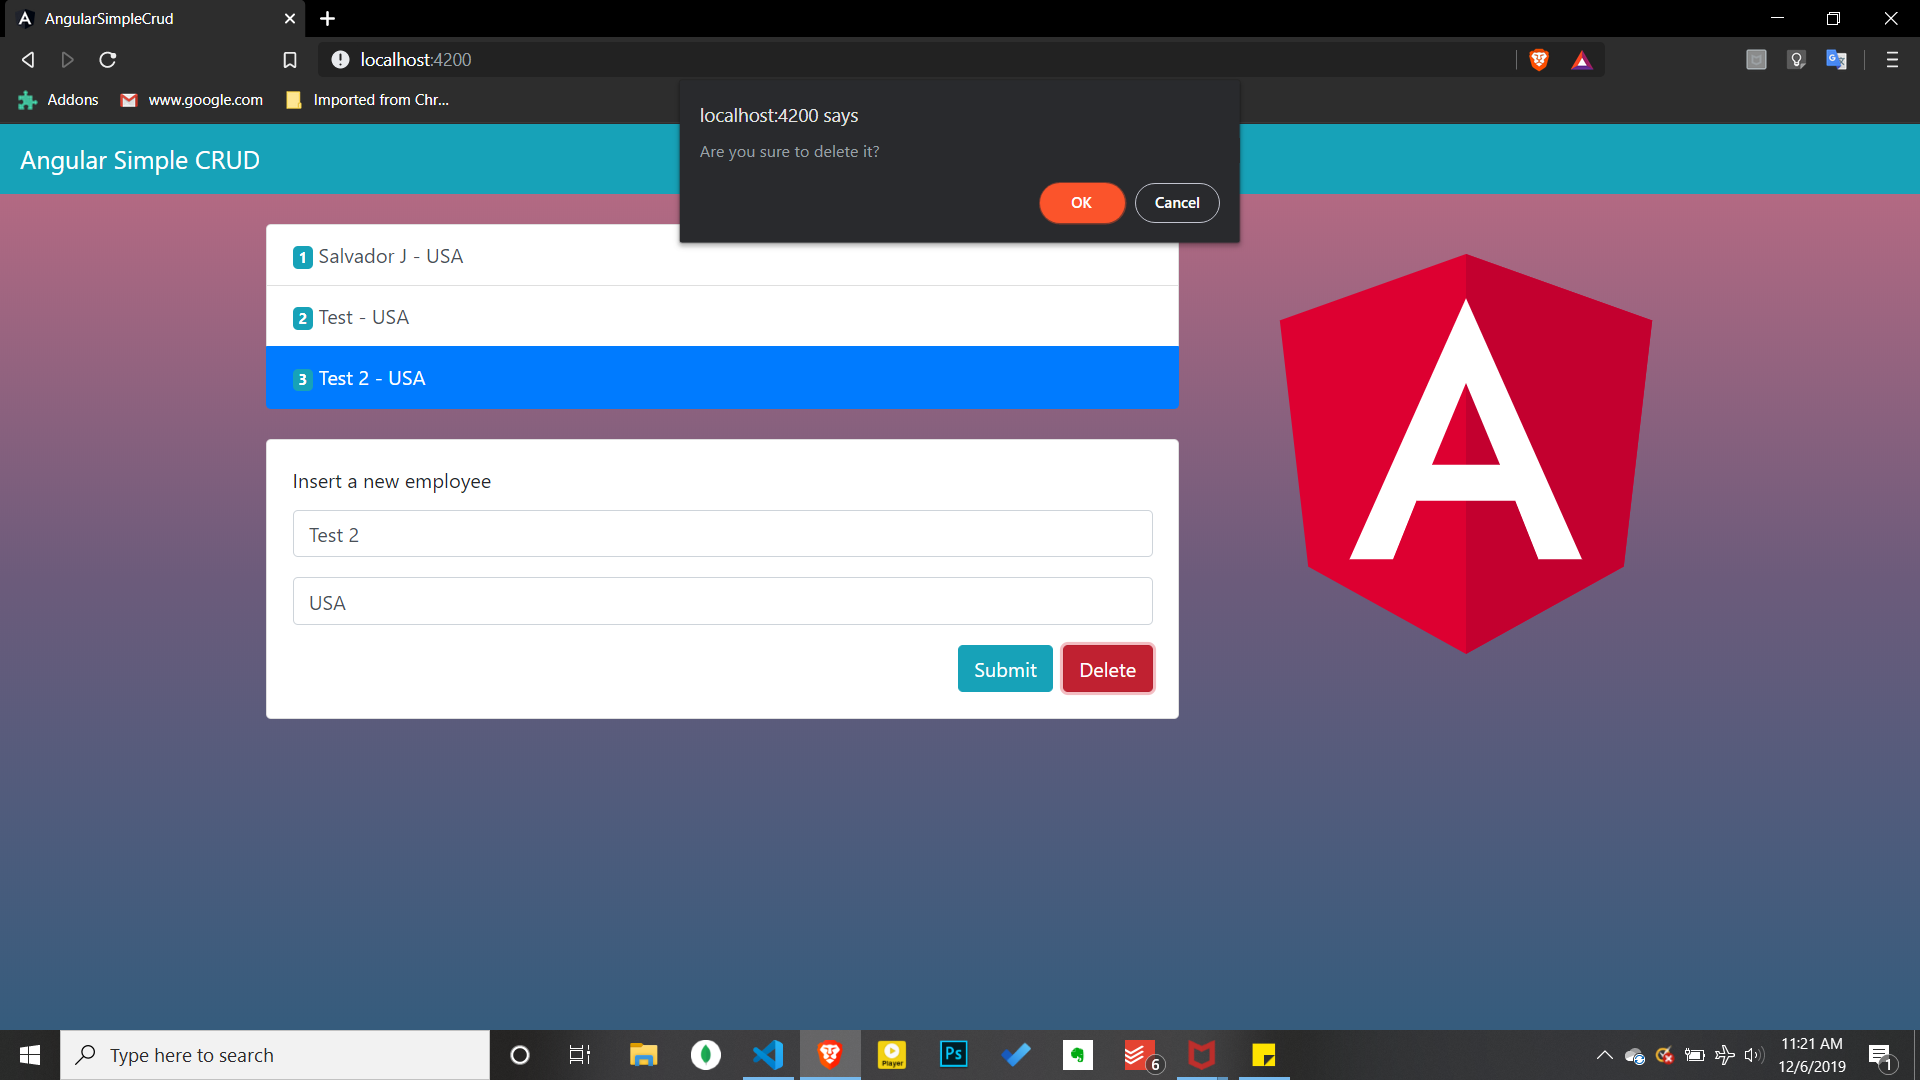 AngularSimpleCrud
localhost:4200
Addons
www.google.com
Imported from Chr...
localhost:4200 says
Are you sure to delete it?
OK
Cancel
Angular Simple CRUD
1 Salvador J - USA
2 Test - USA
3 Test 2 - USA
Insert a new employee
Test 2
USA
Submit
Delete
A
Type here to search
Player
Ps
6
11:21 AM
12/6/2019
1